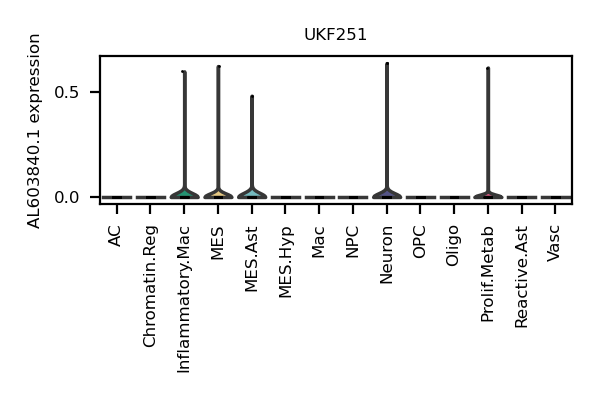 UKF251
AL603840.1 expression
0.5
0.0
AC
Chromatin.Reg
Inflammatory.Mac
MES
MES.Ast
MES.Hyp
Mac
NPC
Neuron
OPC
Oligo
Prolif.Metab
Reactive.Ast
Vasc